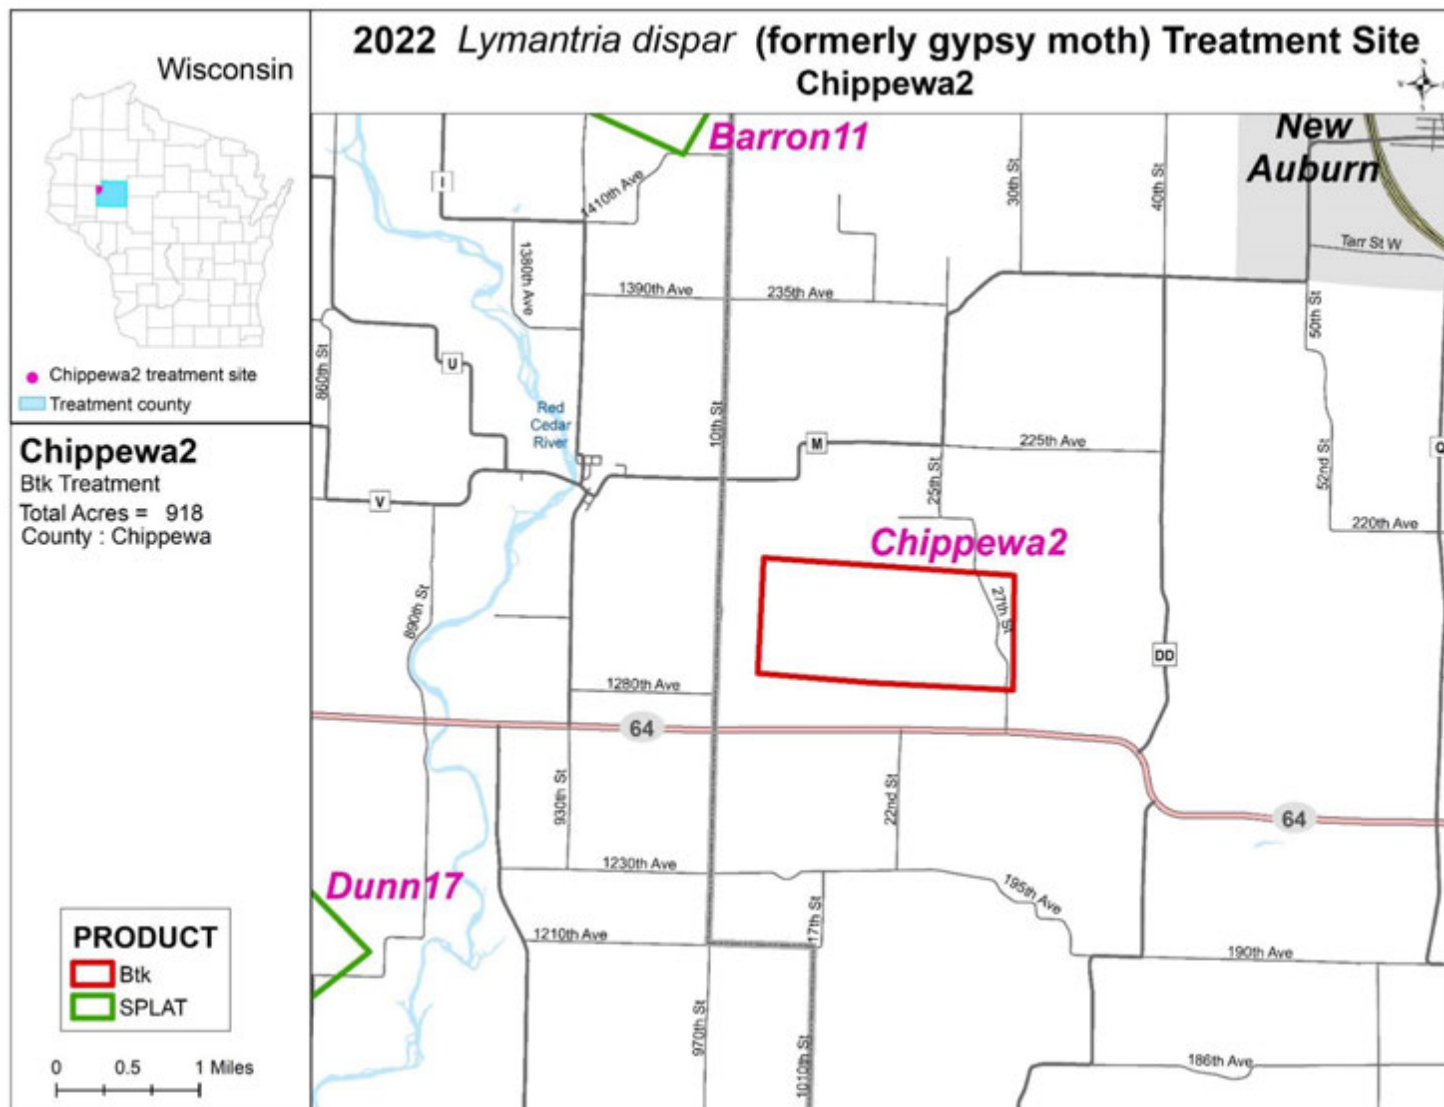 2022 Lymantria dispar (formerly gypsy moth) Treatment Site
Chippewa2
Wisconsin
Chippewa2 treatment site
Treatment county
Chippewa2
Btk Treatment
Total Acres = 918
County : Chippewa
PRODUCT
Btk
SPLAT
0 0.5 1 Miles
Barron11
New
Auburn
I
1410th Ave
30th St
40th St
Tarr St W
1380th Ave
1390th Ave
235th Ave
50th St
860th St
U
Red
Cedar
River
10th St
M
225th Ave
25th St
52nd St
Q
V
220th Ave
Chippewa2
890th St
27th St
DD
1280th Ave
64
930th St
22nd St
64
Dunn17
1230th Ave
195th Ave
17th St
1210th Ave
190th Ave
970th St
1010th St
186th Ave